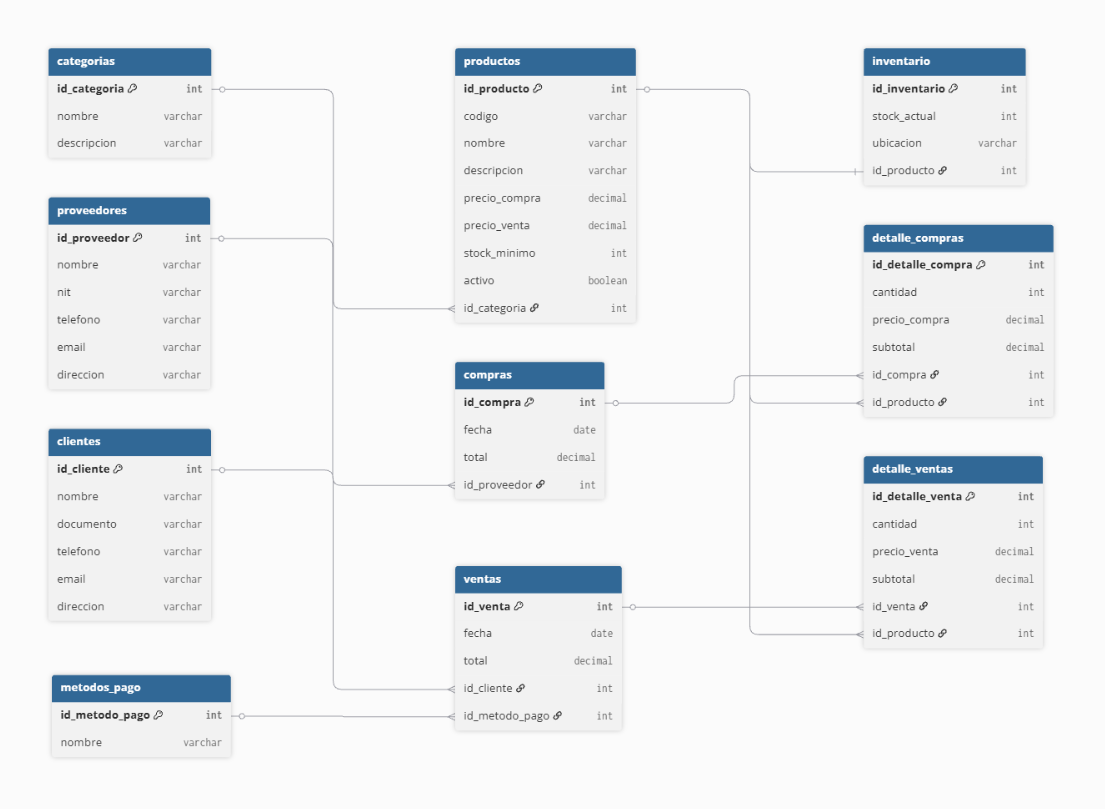 categorias
id_categoria int
nombre varchar
descripcion varchar
proveedores
id_proveedor int
nombre varchar
nit varchar
telefono varchar
email varchar
direccion varchar
clientes
id_cliente int
nombre varchar
documento varchar
telefono varchar
email varchar
direccion varchar
metodos_pago
id_metodo_pago int
nombre varchar
productos
id_producto int
codigo varchar
nombre varchar
descripcion varchar
precio_compra decimal
precio_venta decimal
stock_minimo int
activo boolean
id_categoria int
compras
id_compra int
fecha date
total decimal
id_proveedor int
ventas
id_venta int
fecha date
total decimal
id_cliente int
id_metodo_pago int
inventario
id_inventario int
stock_actual int
ubicacion varchar
id_producto int
detalle_compras
id_detalle_compra int
cantidad int
precio_compra decimal
subtotal decimal
id_compra int
id_producto int
detalle_ventas
id_detalle_venta int
cantidad int
precio_venta decimal
subtotal decimal
id_venta int
id_producto int